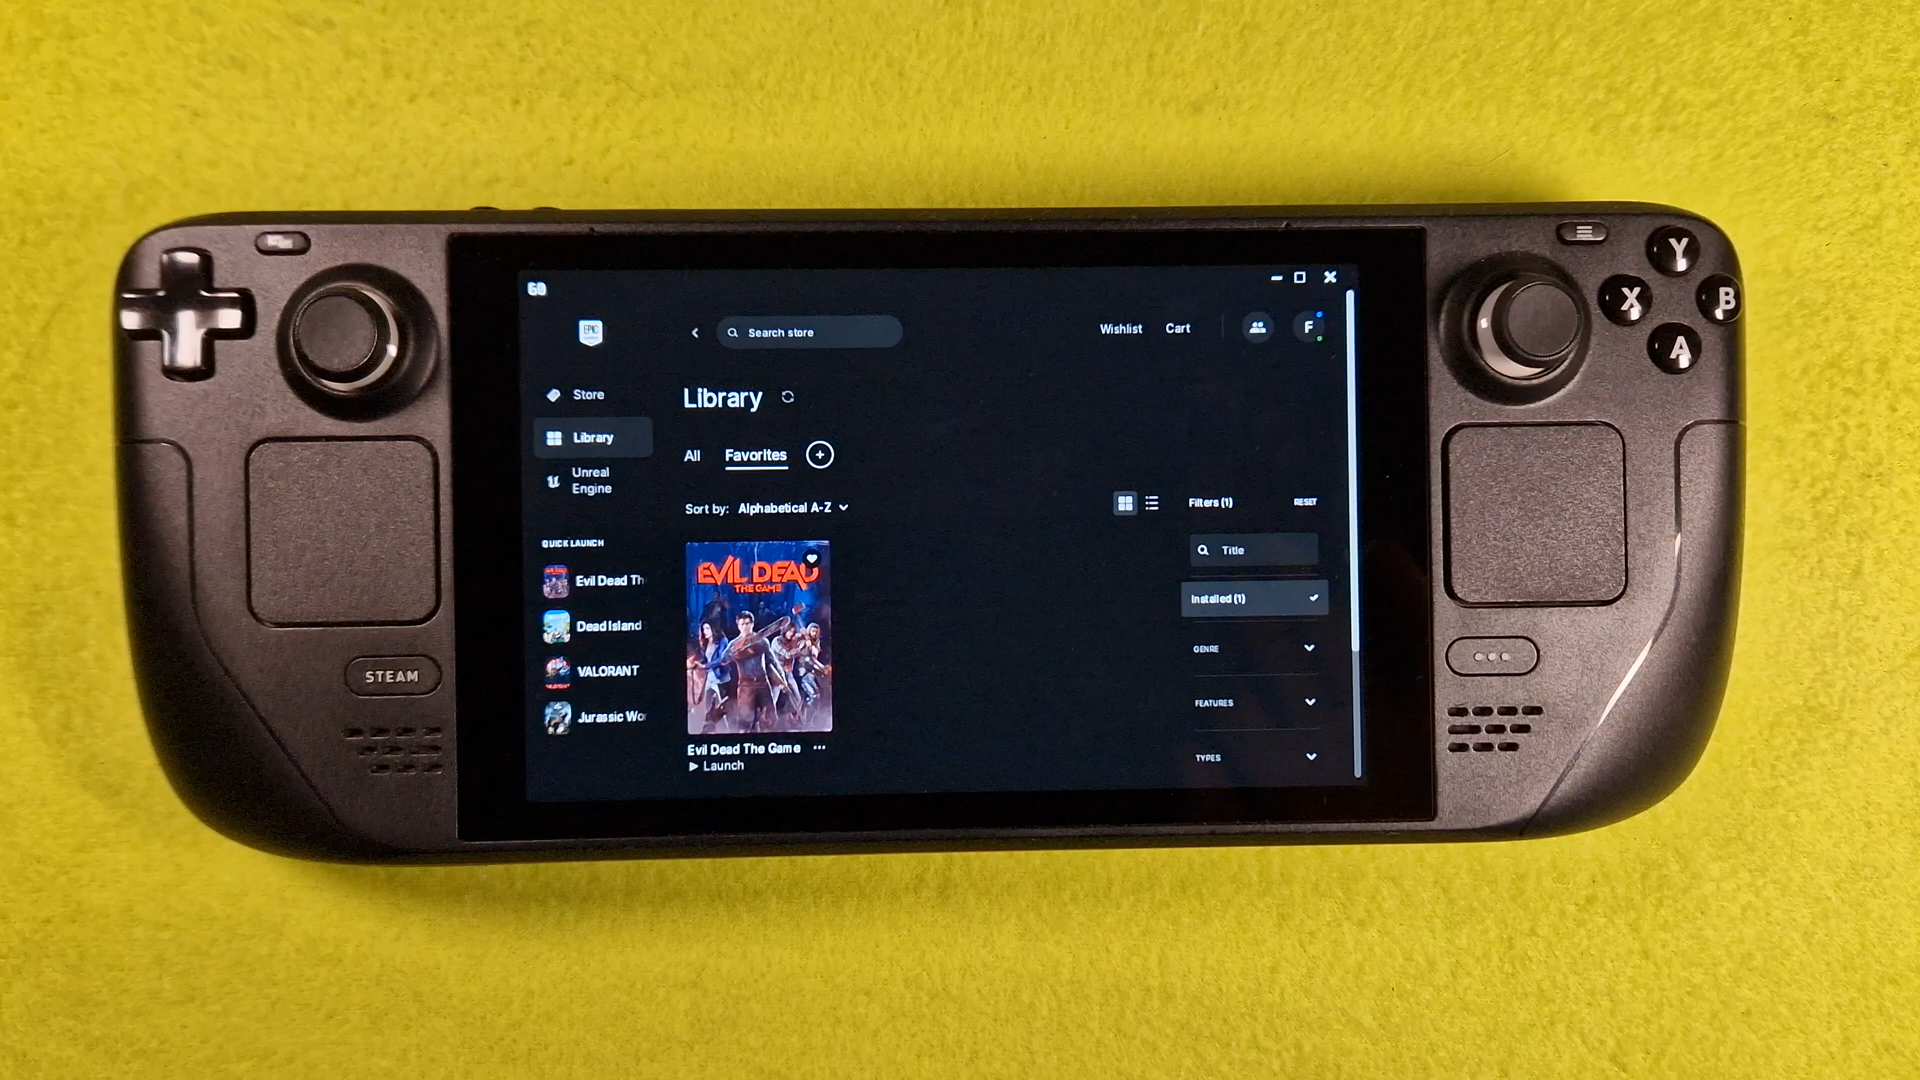 60
EPIC
Search store
Wishlist
Cart
F
Store
Library
Unreal
Engine
QUICK LAUNCH
Evil Dead Th
Dead Island
VALORANT
Jurassic Wo
Library
All
Favorites
Sort by: Alphabetical A-Z
EVIL DEAD
THE GAME
Evil Dead The Game
Launch
Filters (1)
RESET
Title
Installed (1)
GENRE
FEATURES
TYPES
STEAM
Y
X
B
A